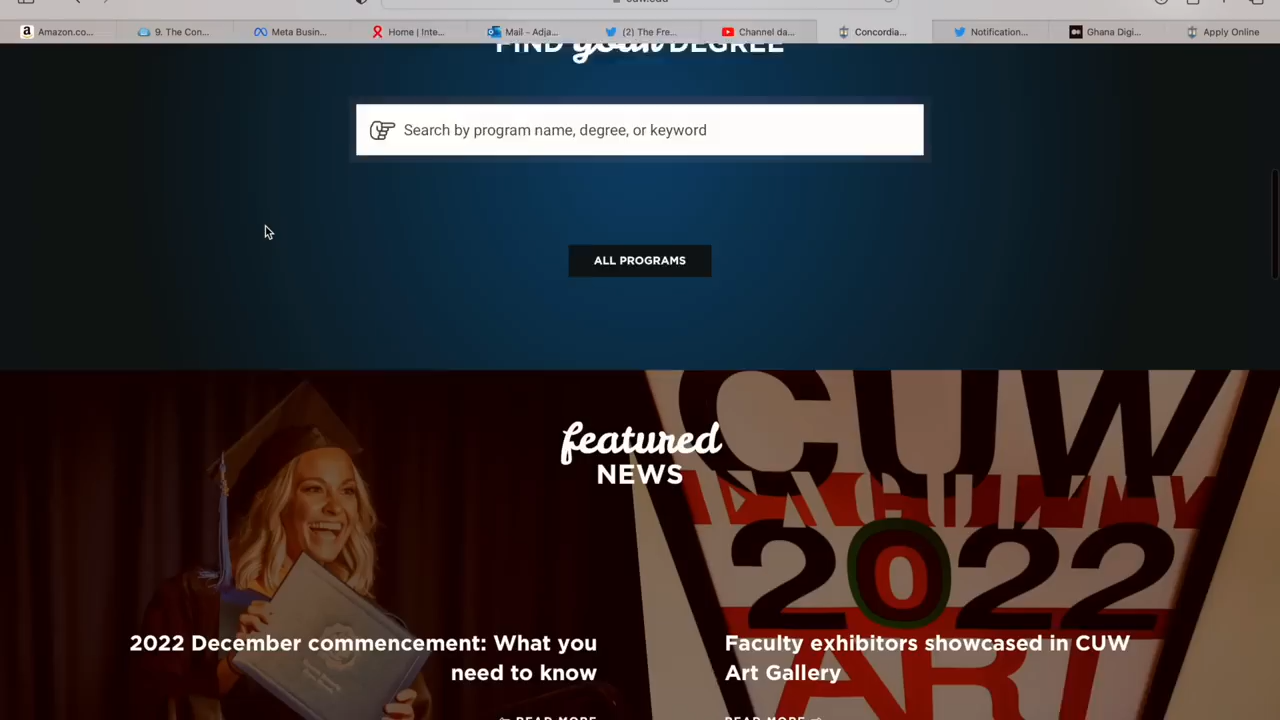 Amazon.co...
9. The Con...
Meta Busin...
Home | Inte...
Mail - Adja...
(2) The Fre...
Channel da...
Concordia...
Notification...
Ghana Digi...
Apply Online
FIND your DEGREE
Search by program name, degree, or keyword
ALL PROGRAMS
CUW
FACULTY
2022
ART
featured
NEWS
2022 December commencement: What you
need to know
Faculty exhibitors showcased in CUW
Art Gallery
READ MORE
READ MORE